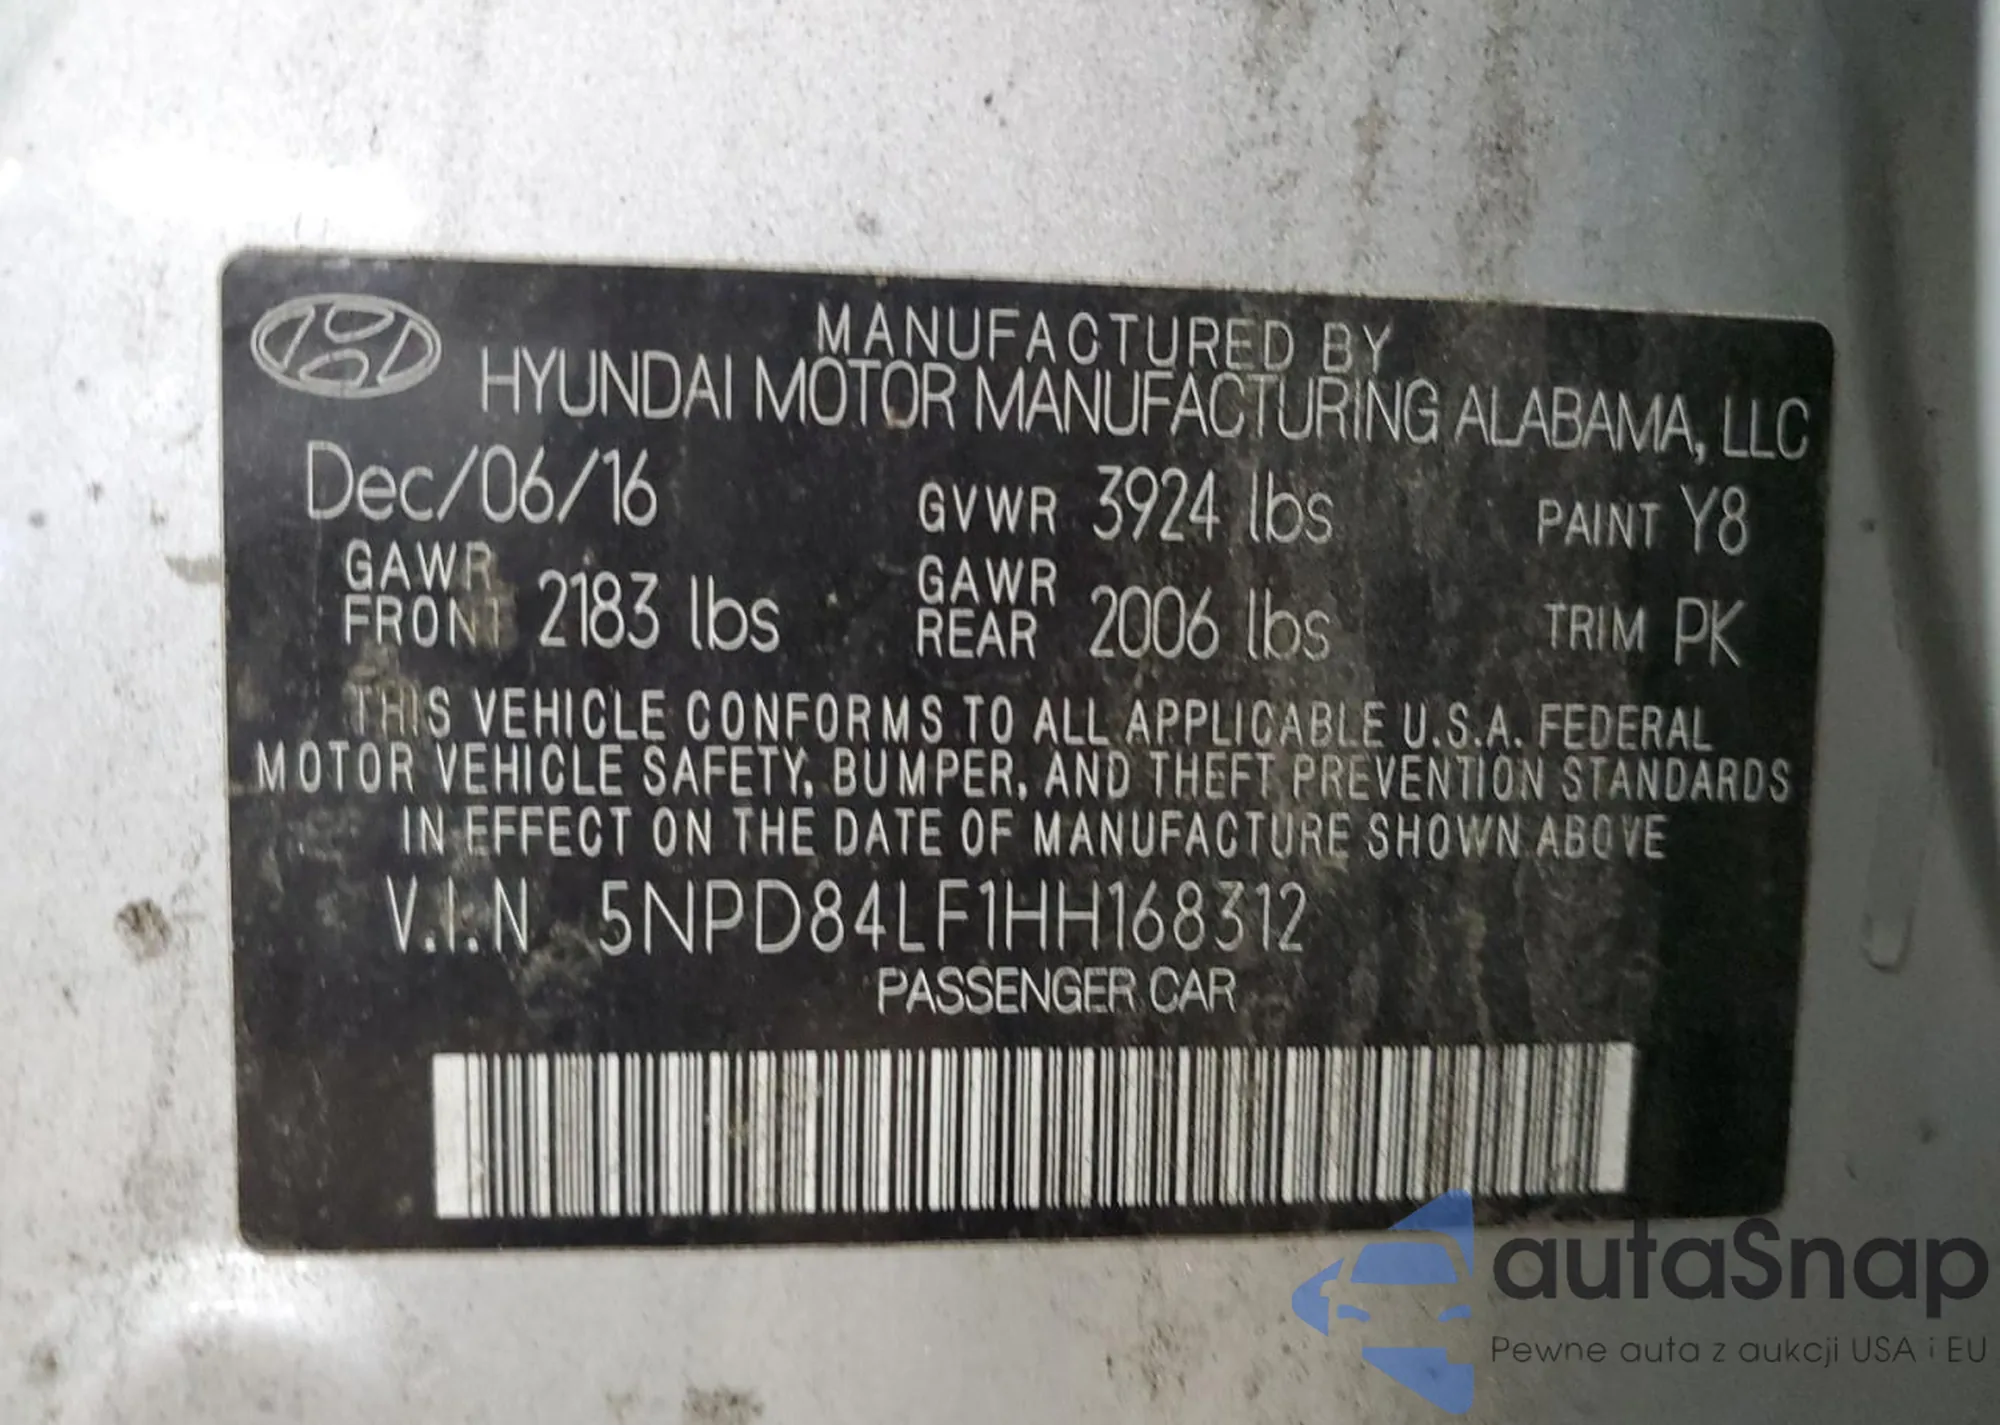 MANUFACTURED BY
HYUNDAI MOTOR MANUFACTURING ALABAMA, LLC
Dec/06/16 GVWR 3924 lbs PAINT Y8
GAWR FRONT 2183 lbs GAWR REAR 2006 lbs TRIM PK
THIS VEHICLE CONFORMS TO ALL APPLICABLE U.S.A. FEDERAL
MOTOR VEHICLE SAFETY, BUMPER, AND THEFT PREVENTION STANDARDS
IN EFFECT ON THE DATE OF MANUFACTURE SHOWN ABOVE
V.I.N 5NPD84LF1HH168312
PASSENGER CAR
autaSnap
Pewne auta z aukcji USA i EU